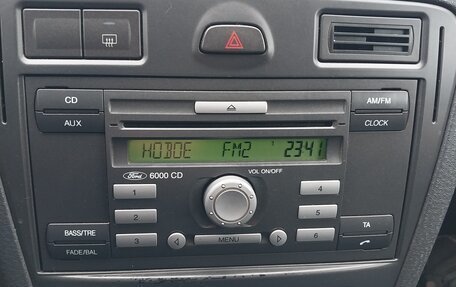 CD
AM/FM
AUX
CLOCK
НОВОЕ FM2 2341
Ford 6000 CD
VOL ON/OFF
1
4
2
5
BASS/TRE
TA
3
MENU
6
FADE/BAL